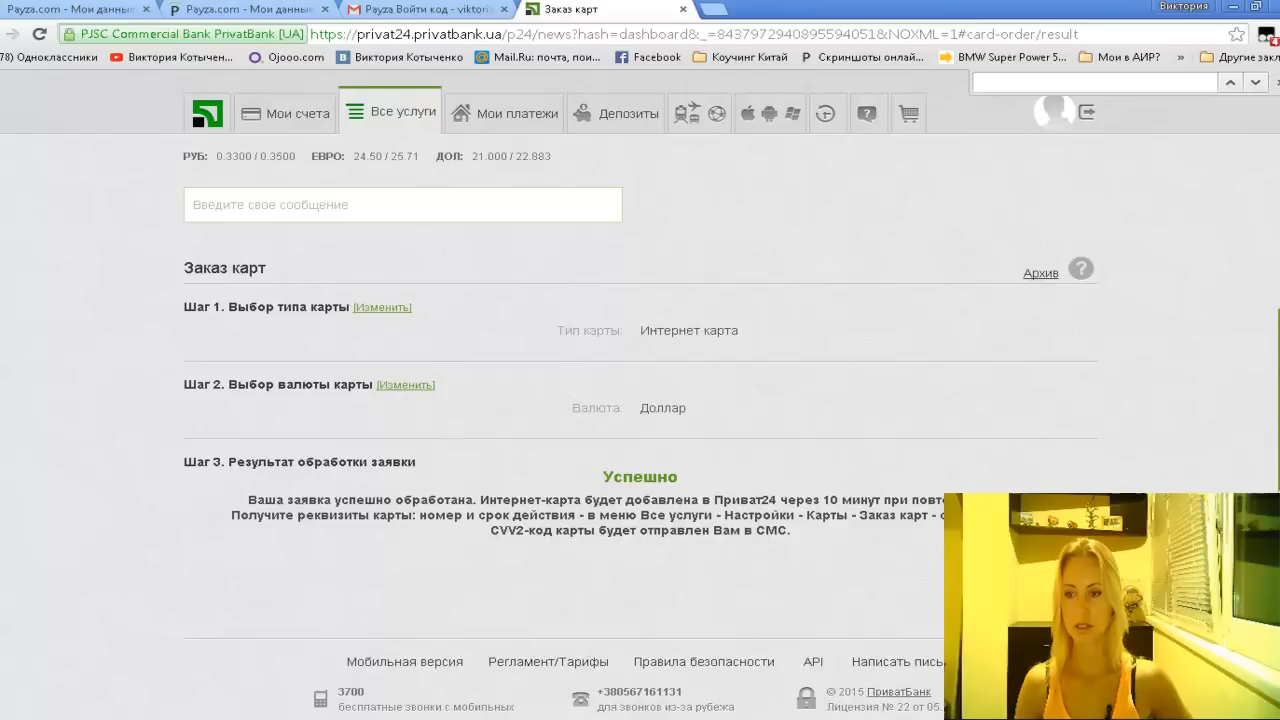 Payza.com - Мои данные
Payza.com - Мои данные
Payza Войти код - viktoris
Заказ карт
Виктория
PJSC Commercial Bank PrivatBank [UA]
https://privat24.privatbank.ua/p24/news?hash=dashboard&_=8437972940895594051&NOXML=1#card-order/result
78) Одноклассники
Виктория Котычен...
Ojooo.com
Виктория Котыченко
Mail.Ru: почта, пои...
Facebook
Коучинг Китай
Скриншоты онлай...
BMW Super Power 5...
Мои в АИР?
»
Другие закл
4
Мои счета
Все услуги
Мои платежи
Депозиты
РУБ: 0.3300 / 0.3500 ЕВРО: 24.50 / 25.71 ДОЛ: 21.000 / 22.883
Введите свое сообщение
Заказ карт
Архив
?
Шаг 1. Выбор типа карты [Изменить]
Тип карты: Интернет карта
Шаг 2. Выбор валюты карты [Изменить]
Валюта: Доллар
Шаг 3. Результат обработки заявки
Успешно
Ваша заявка успешно обработана. Интернет-карта будет добавлена в Приват24 через 10 минут при повто
Получите реквизиты карты: номер и срок действия - в меню Все услуги - Настройки - Карты - Заказ карт -
CVV2-код карты будет отправлен Вам в СМС.
Мобильная версия
Регламент/Тарифы
Правила безопасности
API
Написать пись
3700
бесплатные звонки с мобильных
+380567161131
для звонков из-за рубежа
© 2015 ПриватБанк
Лицензия № 22 от 05.